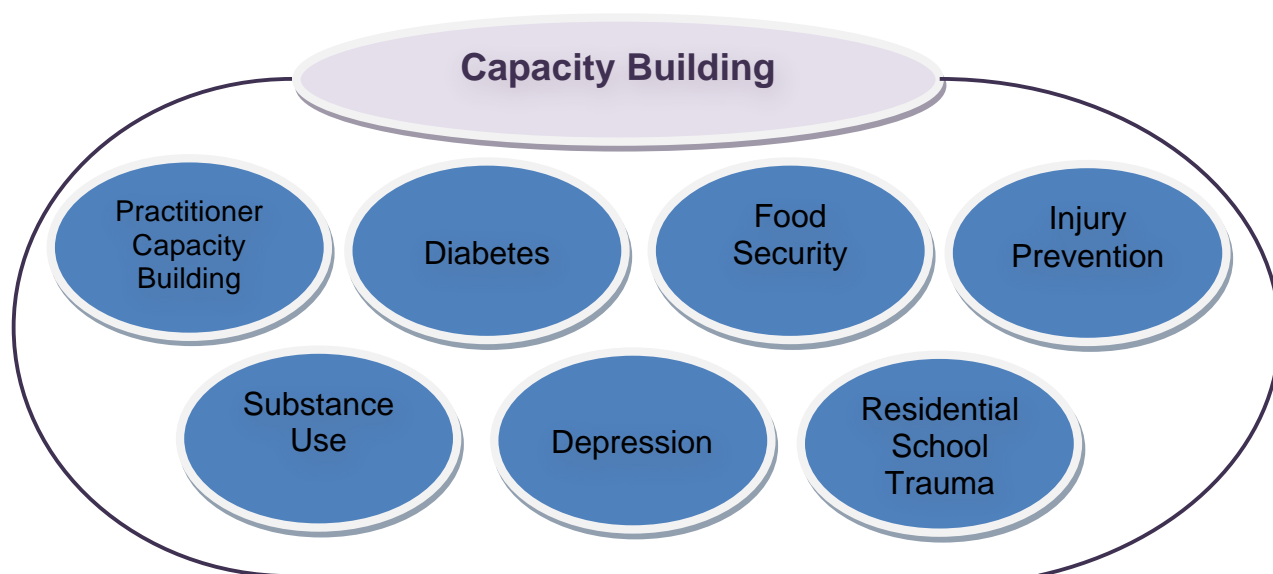 Capacity Building
Practitioner
Capacity
Building
Diabetes
Food
Security
Injury
Prevention
Substance
Use
Depression
Residential
School
Trauma